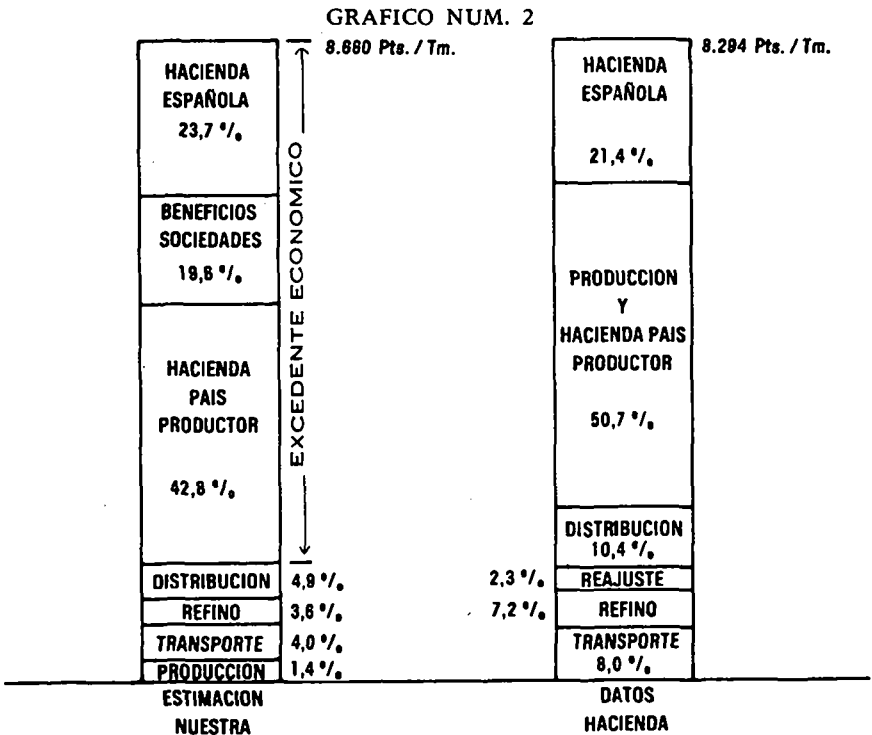 GRAFICO NUM. 2
8.660 Pts. / Tm.
HACIENDA
ESPAÑOLA
23,7 %
BENEFICIOS
SOCIEDADES
19,6 %
HACIENDA
PAIS
PRODUCTOR
42,8 %
EXCEDENTE ECONOMICO
DISTRIBUCION 4,9 %
REFINO 3,6 %
TRANSPORTE 4,0 %
PRODUCCION 1,4 %
ESTIMACION
NUESTRA
8.294 Pts. / Tm.
HACIENDA
ESPAÑOLA
21,4 %
PRODUCCION
Y
HACIENDA PAIS
PRODUCTOR
50,7 %
DISTRIBUCION
10,4 %
2,3 % REAJUSTE
7,2 % REFINO
TRANSPORTE
8,0 %
DATOS
HACIENDA